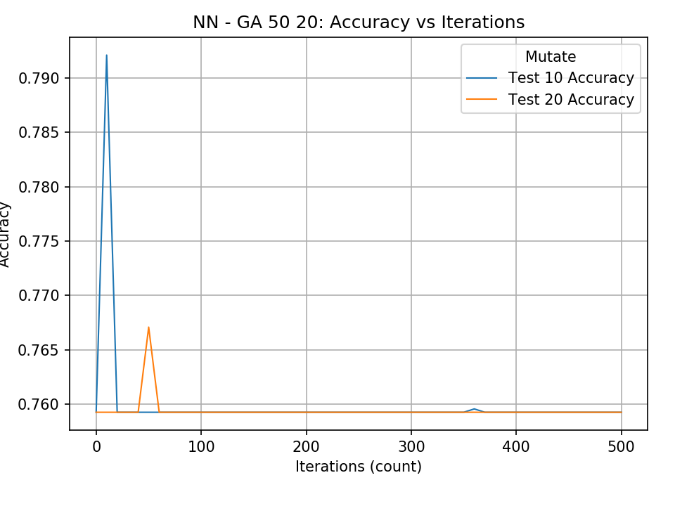 NN - GA 50 20: Accuracy vs Iterations
Mutate
Test 10 Accuracy
Test 20 Accuracy
0.790
0.785
0.780
0.775
0.770
0.765
0.760
Accuracy
0
100
200
300
400
500
Iterations (count)